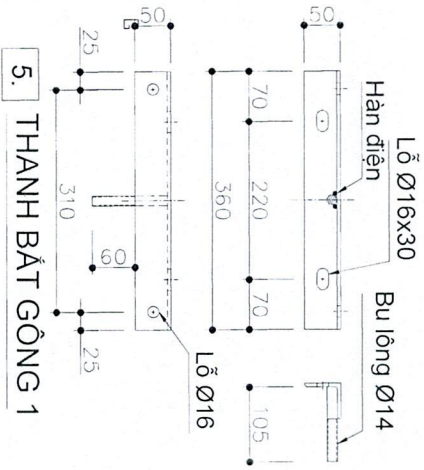 Hàn điện
Lỗ Ø16x30
Bu lông Ø14
50
70
220
70
360
105
50
25
310
25
60
Lỗ Ø16
5. THANH BẮT GÔNG 1